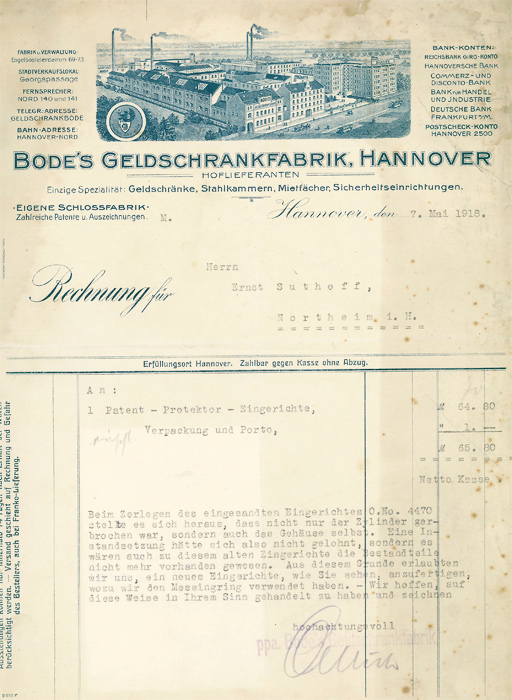 FABRIK U. VERWALTUNG:
Engelbostelerdamm 69-73
STADTVERKAUFSLOKAL
Georgspassage
FERNSPRECHER:
NORD 140 und 141
TELEGR. ADRESSE:
GELDSCHRANKBODE
BAHN-ADRESSE:
HANNOVER-NORD
BANK-KONTEN:
REICHSBANK GIRO-KONTO
HANNOVERSCHE BANK
COMMERZ- UND
DISCONTO-BANK
BANK FÜR HANDEL
UND INDUSTRIE
DEUTSCHE BANK
FRANKFURT a/M.
POSTSCHECK-KONTO
HANNOVER 2500
BODE'S GELDSCHRANKFABRIK, HANNOVER
HOFLIEFERANTEN
Einzige Spezialität: Geldschränke, Stahlkammern, Mietfächer, Sicherheitseinrichtungen.
·EIGENE SCHLOSSFABRIK·
Zahlreiche Patente u. Auszeichnungen. M.
Hannover, den 7. Mai 1918.
Herrn
Rechnung für Ernst Suthoff,
Northeim i. H.
Erfüllungsort Hannover. Zahlbar gegen Kasse ohne Abzug.
An:
1 Patent - Protektor - Eingerichte, M 64. 80
Verpackung und Porto, " 1. --
M 65. 80
Netto Kasse
Beim Zerlegen des eingesandten Eingerichtes O.No. 4470
stellte es sich heraus, dass nicht nur der Zylinder ger-
brochen war, sondern auch das Gehäuse selbst. Eine In-
standsetzung hätte sich also nicht gelohnt, sondern es
wären auch zu diesem alten Eingerichte die Bestandteile
nicht mehr vorhanden gewesen. Aus diesem Grunde erlaubten
wir uns, ein neues Eingerichte, wie Sie sehen, anzufertigen,
wozu wir den Messingring verwendet haben. - Wir hoffen, auf
diese Weise in Ihrem Sinn gehandelt zu haben und zeichnen
hochachtungsvoll
ppa.
berücksichtigt werden. Versand geschieht auf Rechnung und Gefahr
des Bestellers, auch bei Franko-Lieferung.